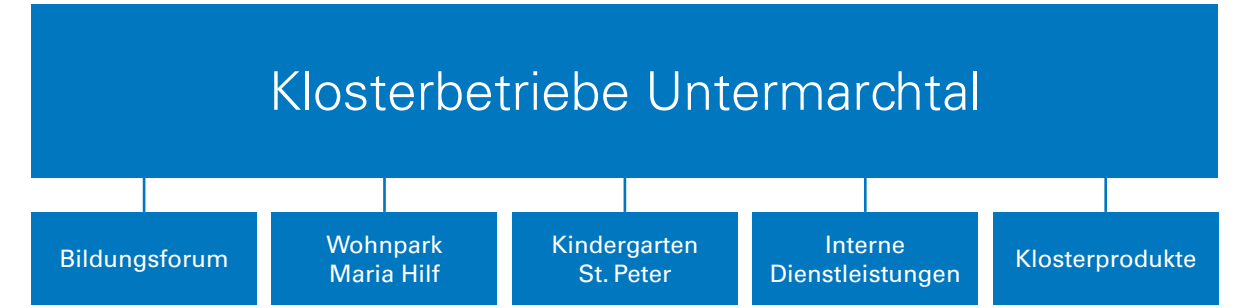 Klosterbetriebe Untermarchtal
Bildungsforum
Wohnpark
Maria Hilf
Kindergarten
St. Peter
Interne
Dienstleistungen
Klosterprodukte